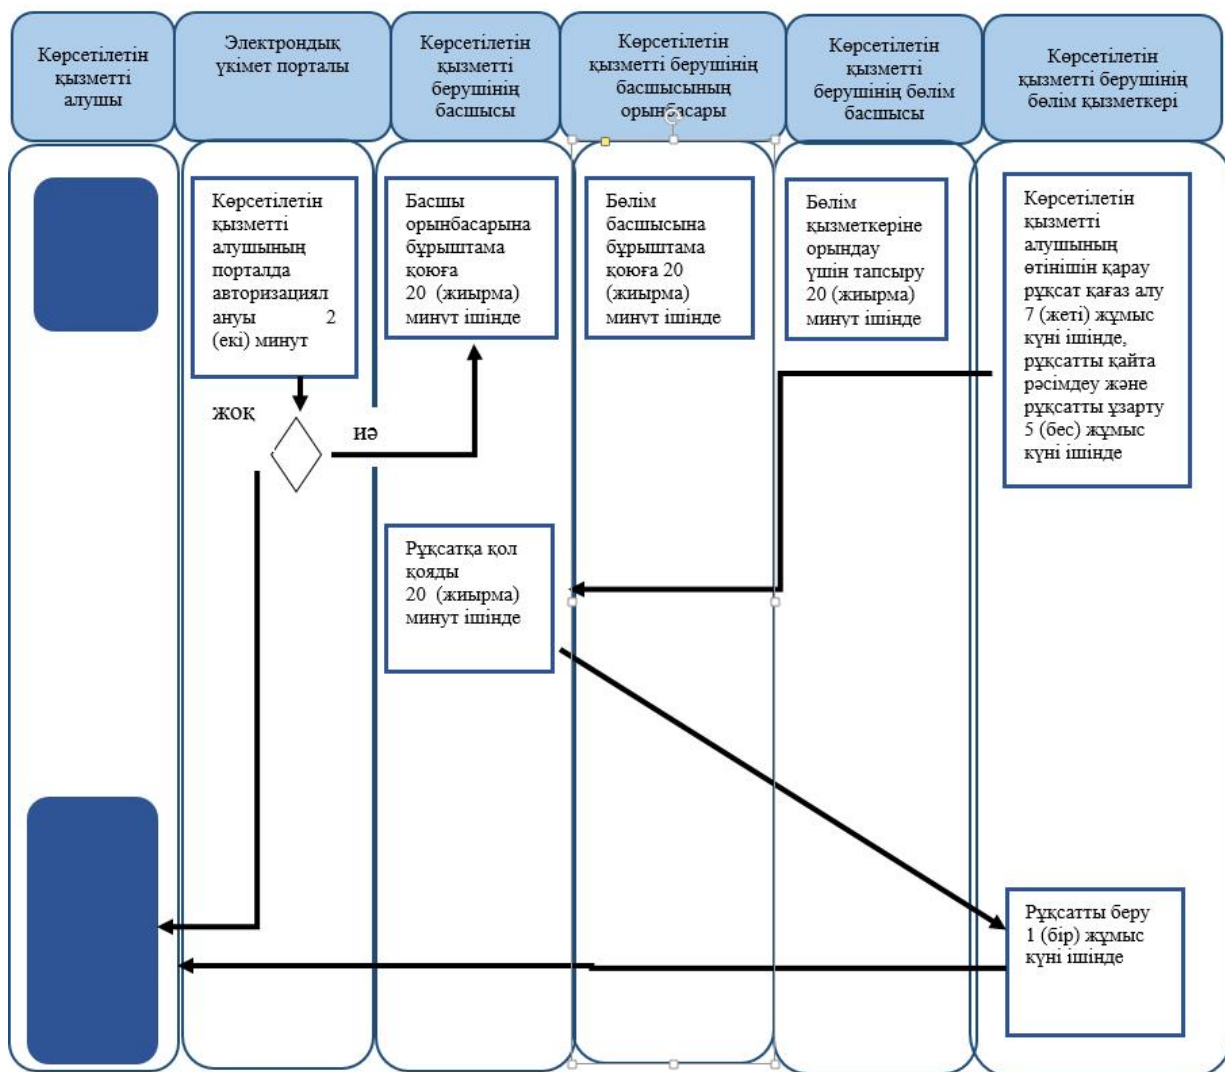 Көрсетілетін
қызметті
алушы
Электрондық
үкімет порталы
Көрсетілетін
қызметті
берушінің
басшысы
Көрсетілетін
қызметті берушінің
басшысының
орынбасары
Көрсетілетін
қызметті
берушінің бөлім
басшысы
Көрсетілетін
қызметті берушінің
бөлім қызметкері
Көрсетілетін
қызметті
алушының
порталда
авторизациял
ануы 2
(екі) минут
Басшы
орынбасарына
бұрыштама
қоюға
20 (жиырма)
минут ішінде
Бөлім
басшысына
бұрыштама
қоюға 20
(жиырма)
минут ішінде
Бөлім
қызметкеріне
орындау
үшін тапсыру
20 (жиырма)
минут ішінде
Көрсетілетін
қызметті
алушының
өтінішін қарау
рұқсат қағаз алу
7 (жеті) жұмыс
күні ішінде,
рұқсатты қайта
рәсімдеу және
рұқсатты ұзарту
5 (бес) жұмыс
күні ішінде
жоқ
иә
Рұқсатқа қол
қояды
20 (жиырма)
минут ішінде
Рұқсатты беру
1 (бір) жұмыс
күні ішінде